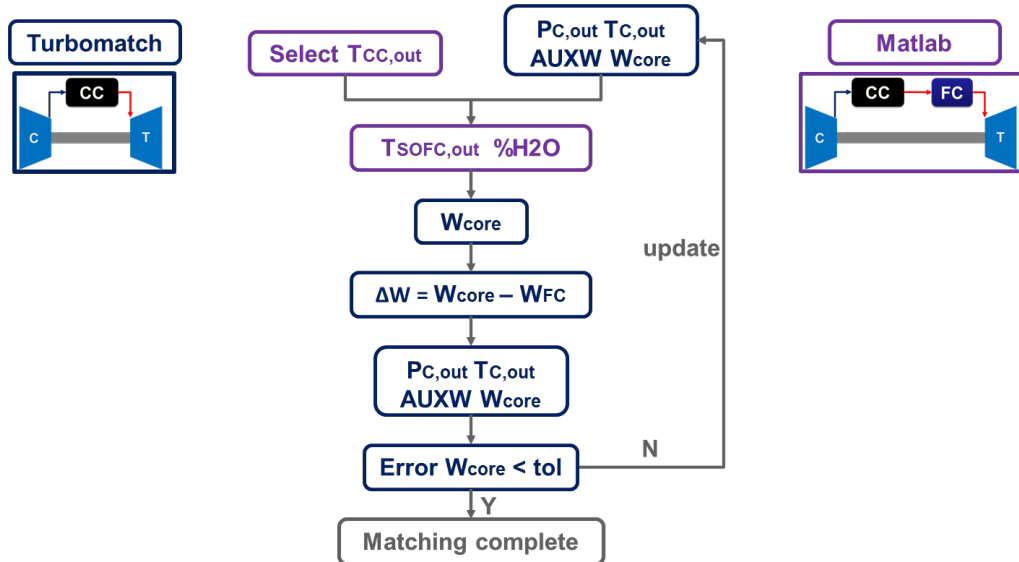 Turbomatch
CC
C
T
Select TCC,out
PC,out TC,out
AUXW Wcore
Matlab
CC
FC
C
T
TSOFC,out %H2O
Wcore
update
ΔW = Wcore – WFC
PC,out TC,out
AUXW Wcore
Error Wcore < tol
N
Y
Matching complete